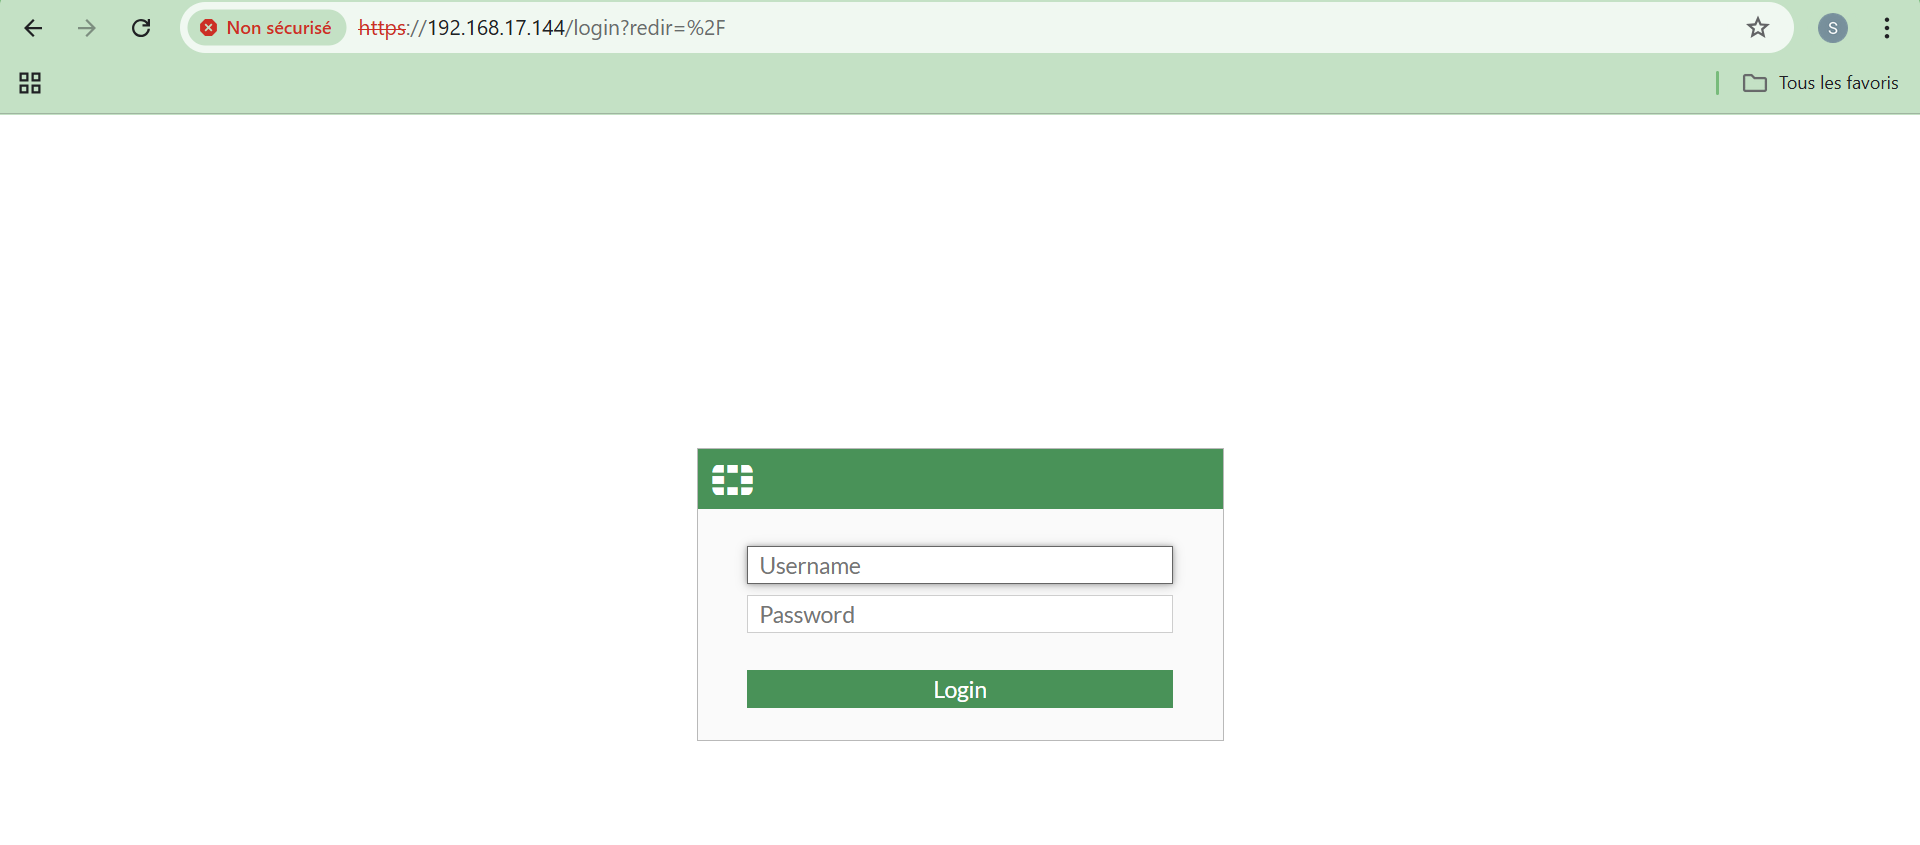 Non sécurisé https://192.168.17.144/login?redir=%2F S
Tous les favoris
Username
Password
Login